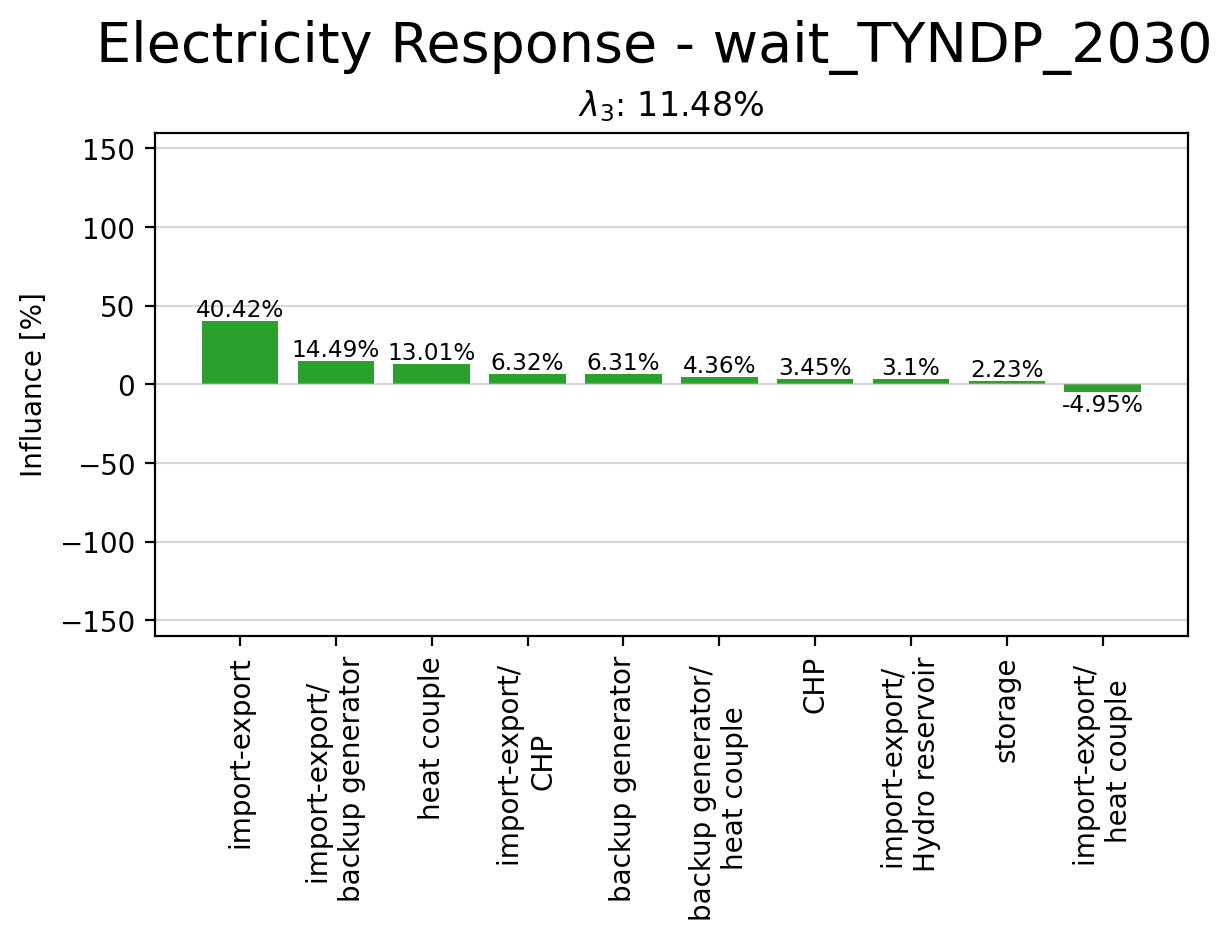 Electricity Response - wait_TYNDP_2030
λ₃: 11.48%
Influance [%]
150
100
50
0
−50
−100
−150
40.42%
14.49%
13.01%
6.32%
6.31%
4.36%
3.45%
3.1%
2.23%
-4.95%
import-export
import-export/
backup generator
heat couple
import-export/
CHP
backup generator
backup generator/
heat couple
CHP
import-export/
Hydro reservoir
storage
import-export/
heat couple